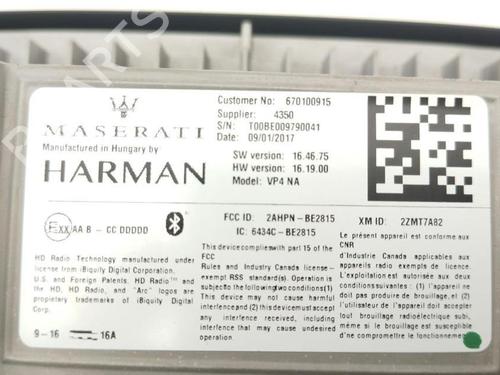 MASERATI
Manufactured in Hungary by
HARMAN
Customer No: 670100915
Supplier: 4350
S/N: T00BE009790041
Date: 09/01/2017
SW version: 16.46.75
HW version: 16.19.00
Model: VP4 NA
E xx AA B - CC DDDDD
FCC ID: 2AHPN-BE2815
IC: 6434C-BE2815
XM ID: 2ZMT7A82
HD Radio Technology manufactured under
license from iBiquity Digital Corporation.
U.S. and Foreign Patents. HD Radio™ and
the HD, HD Radio, and "Arc" logos are
proprietary trademarks of iBiquity Digital
Corp.
This device complies with part 15 of the
FCC
Rules and Industry Canada license-exempt
RSS standard(s). Operation is
subject to the following two conditions: (1)
This device may not cause harmful
interference, and (2) this device must accept
any interference received, including
interference that may cause undesired
operation.
Le présent appareil est conforme aux
CNR
d'Industrie Canada applicables aux
appareils radio exempts de licence.
L'exploitation est autorisée aux deux
conditions suivantes : (1) l'appareil ne
doit pas produire de brouillage, et (2)
l'utilisateur de l'appareil doit accepter
tout brouillage radioélectrique subi,
même si le brouillage est susceptible
d'en compromettre le fonctionnement.
9-16
16A